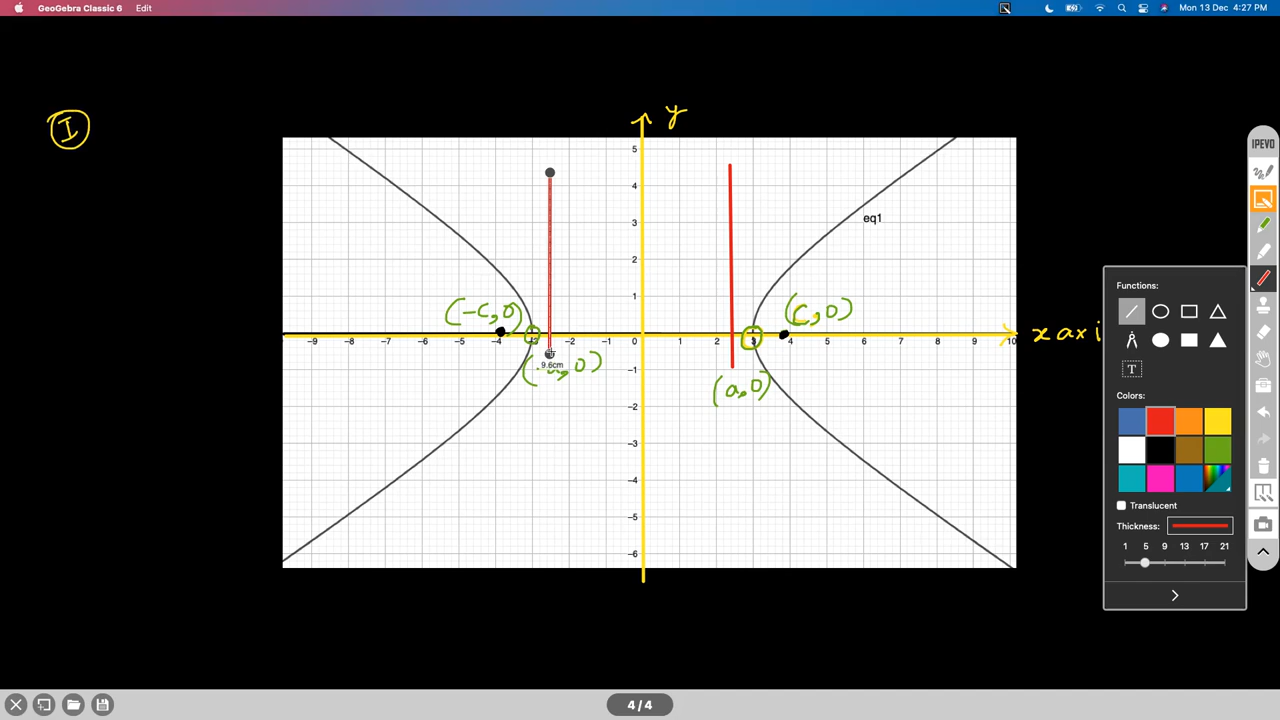 GeoGebra Classic 6 Edit
Mon 13 Dec 4:27 PM
I
y
5
4
3
2
1
eq1
(-c, 0)
(c, 0)
-9 -8 -7 -6 -5 -4 -3 -2 -1 0 1 2 3 4 5 6 7 8 9 10
x axi
9.6cm
, 0)
(a, 0)
-1
-2
-3
-4
-5
-6
IPEVO
Functions:
T
Colors:
Translucent
Thickness:
1 5 9 13 17 21
4 / 4